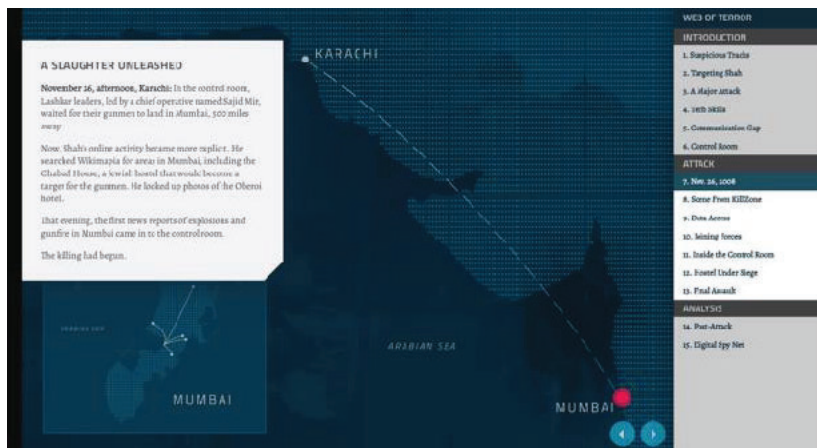 A SLAUGHTER UNLEASHED
November 26, afternoon, Karachi: In the control room,
Lashkar leaders, led by a chief operative named Sajid Mir,
waited for their gunmen to land in Mumbai, 502 miles
away
Now, Shah's online activity became more explicit. He
searched Wikimapia for areas in Mumbai, including the
Chabad House, a Jewish hostel that would become a
target for the gunmen. He looked up photos of the Oberoi
hotel.
That evening, the first news reports of explosions and
gunfire in Mumbai came in to the control room.
The killing had begun.
KARACHI
ARABIAN SEA
MUMBAI
ARABIAN SEA
MUMBAI
WEB OF TERROR
INTRODUCTION
1. Suspicious Tracks
2. Targeting Shah
3. A Major Attack
4. Tech Skills
5. Communication Gap
6. Control Room
ATTACK
7. Nov. 26, 2008
8. Scene From Kill Zone
9. Data Access
10. Joining Forces
11. Inside the Control Room
12. Hostel Under Siege
13. Final Assault
ANALYSIS
14. Post-Attack
15. Digital Spy Net